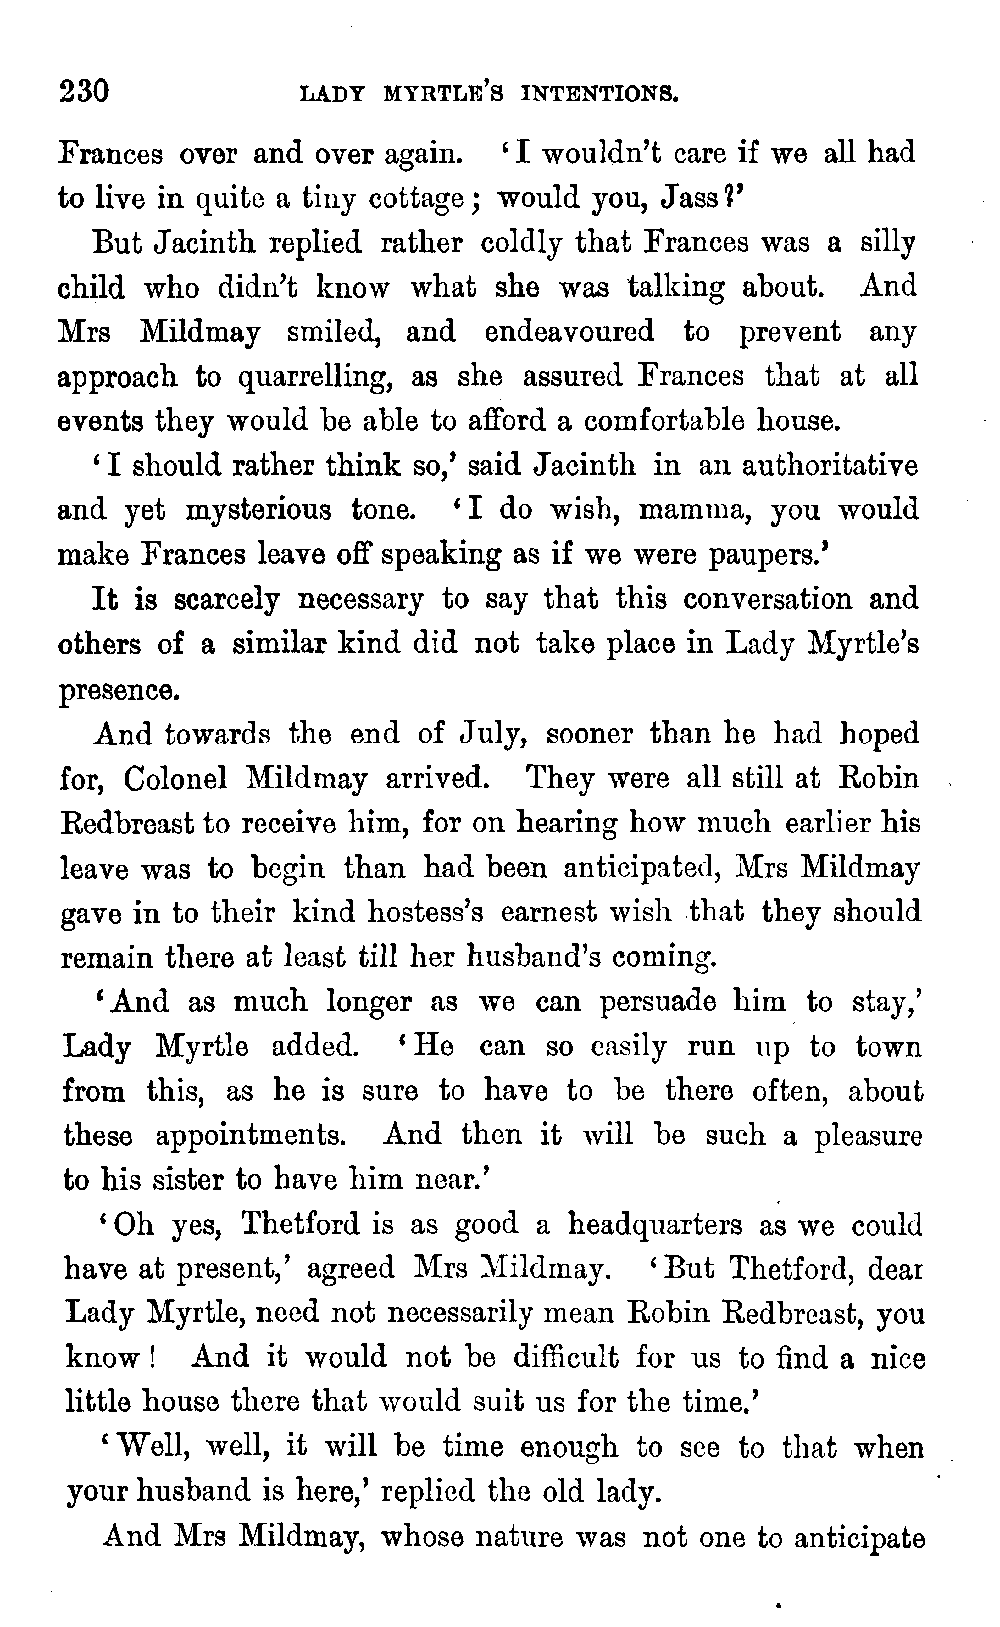 230 LADY MYRTLE'S INTENTIONS.
Frances over and over again. 'I wouldn't care if we all had
to live in quite a tiny cottage; would you, Jass?'
But Jacinth replied rather coldly that Frances was a silly
child who didn't know what she was talking about. And
Mrs Mildmay smiled, and endeavoured to prevent any
approach to quarrelling, as she assured Frances that at all
events they would be able to afford a comfortable house.
'I should rather think so,' said Jacinth in an authoritative
and yet mysterious tone. 'I do wish, mamma, you would
make Frances leave off speaking as if we were paupers.'
It is scarcely necessary to say that this conversation and
others of a similar kind did not take place in Lady Myrtle's
presence.
And towards the end of July, sooner than he had hoped
for, Colonel Mildmay arrived. They were all still at Robin
Redbreast to receive him, for on hearing how much earlier his
leave was to begin than had been anticipated, Mrs Mildmay
gave in to their kind hostess's earnest wish that they should
remain there at least till her husband's coming.
'And as much longer as we can persuade him to stay,'
Lady Myrtle added. 'He can so easily run up to town
from this, as he is sure to have to be there often, about
these appointments. And then it will be such a pleasure
to his sister to have him near.'
'Oh yes, Thetford is as good a headquarters as we could
have at present,' agreed Mrs Mildmay. 'But Thetford, dear
Lady Myrtle, need not necessarily mean Robin Redbreast, you
know! And it would not be difficult for us to find a nice
little house there that would suit us for the time.'
'Well, well, it will be time enough to see to that when
your husband is here,' replied the old lady.
And Mrs Mildmay, whose nature was not one to anticipate